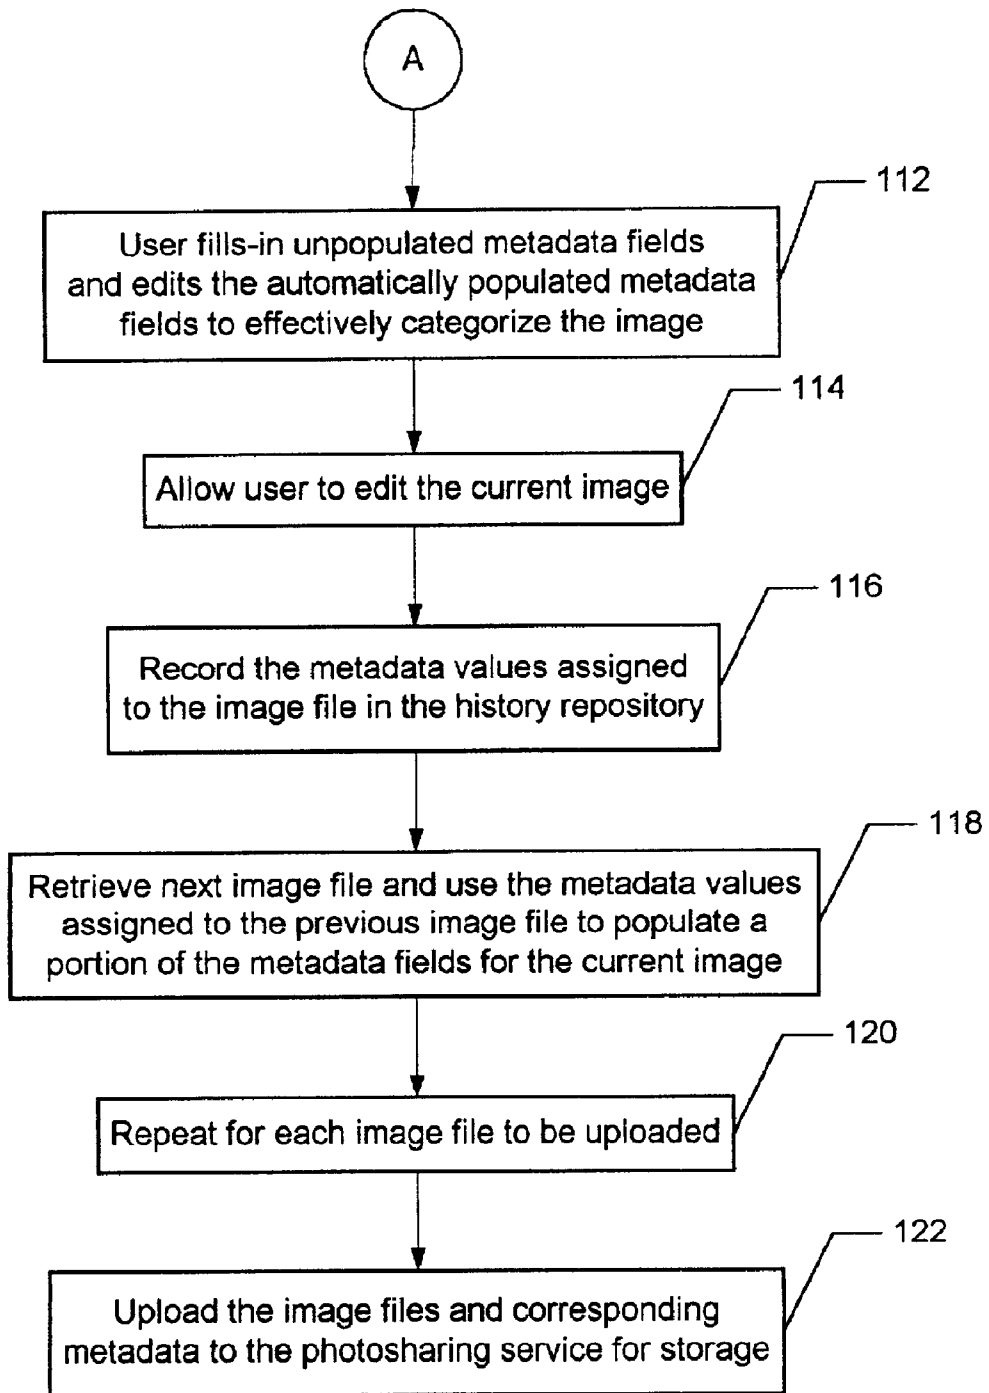 A
112
User fills-in unpopulated metadata fields
and edits the automatically populated metadata
fields to effectively categorize the image
114
Allow user to edit the current image
116
Record the metadata values assigned
to the image file in the history repository
118
Retrieve next image file and use the metadata values
assigned to the previous image file to populate a
portion of the metadata fields for the current image
120
Repeat for each image file to be uploaded
122
Upload the image files and corresponding
metadata to the photosharing service for storage